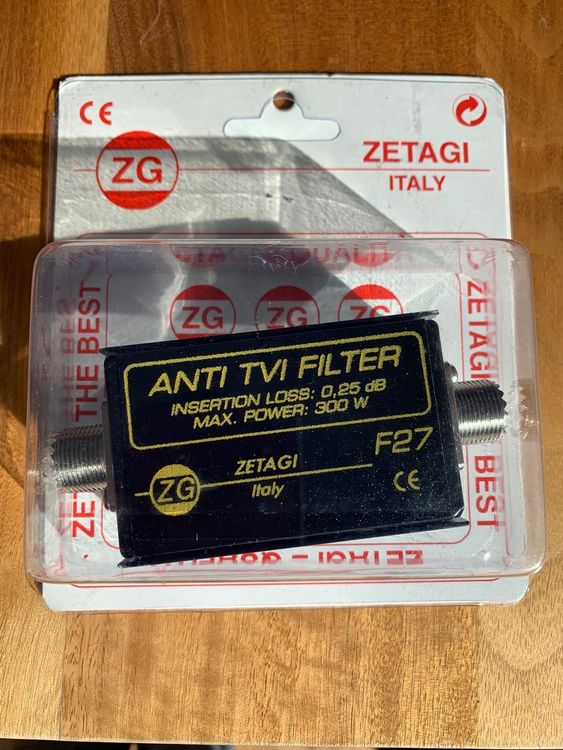 CE
ZG
ZETAGI
ITALY
ZG ZG ZG
THE BEST
ZETAGI
BEST
ANTI TVI FILTER
INSERTION LOSS: 0,25 dB
MAX. POWER: 300 W
F27
ZG
ZETAGI
Italy
CE